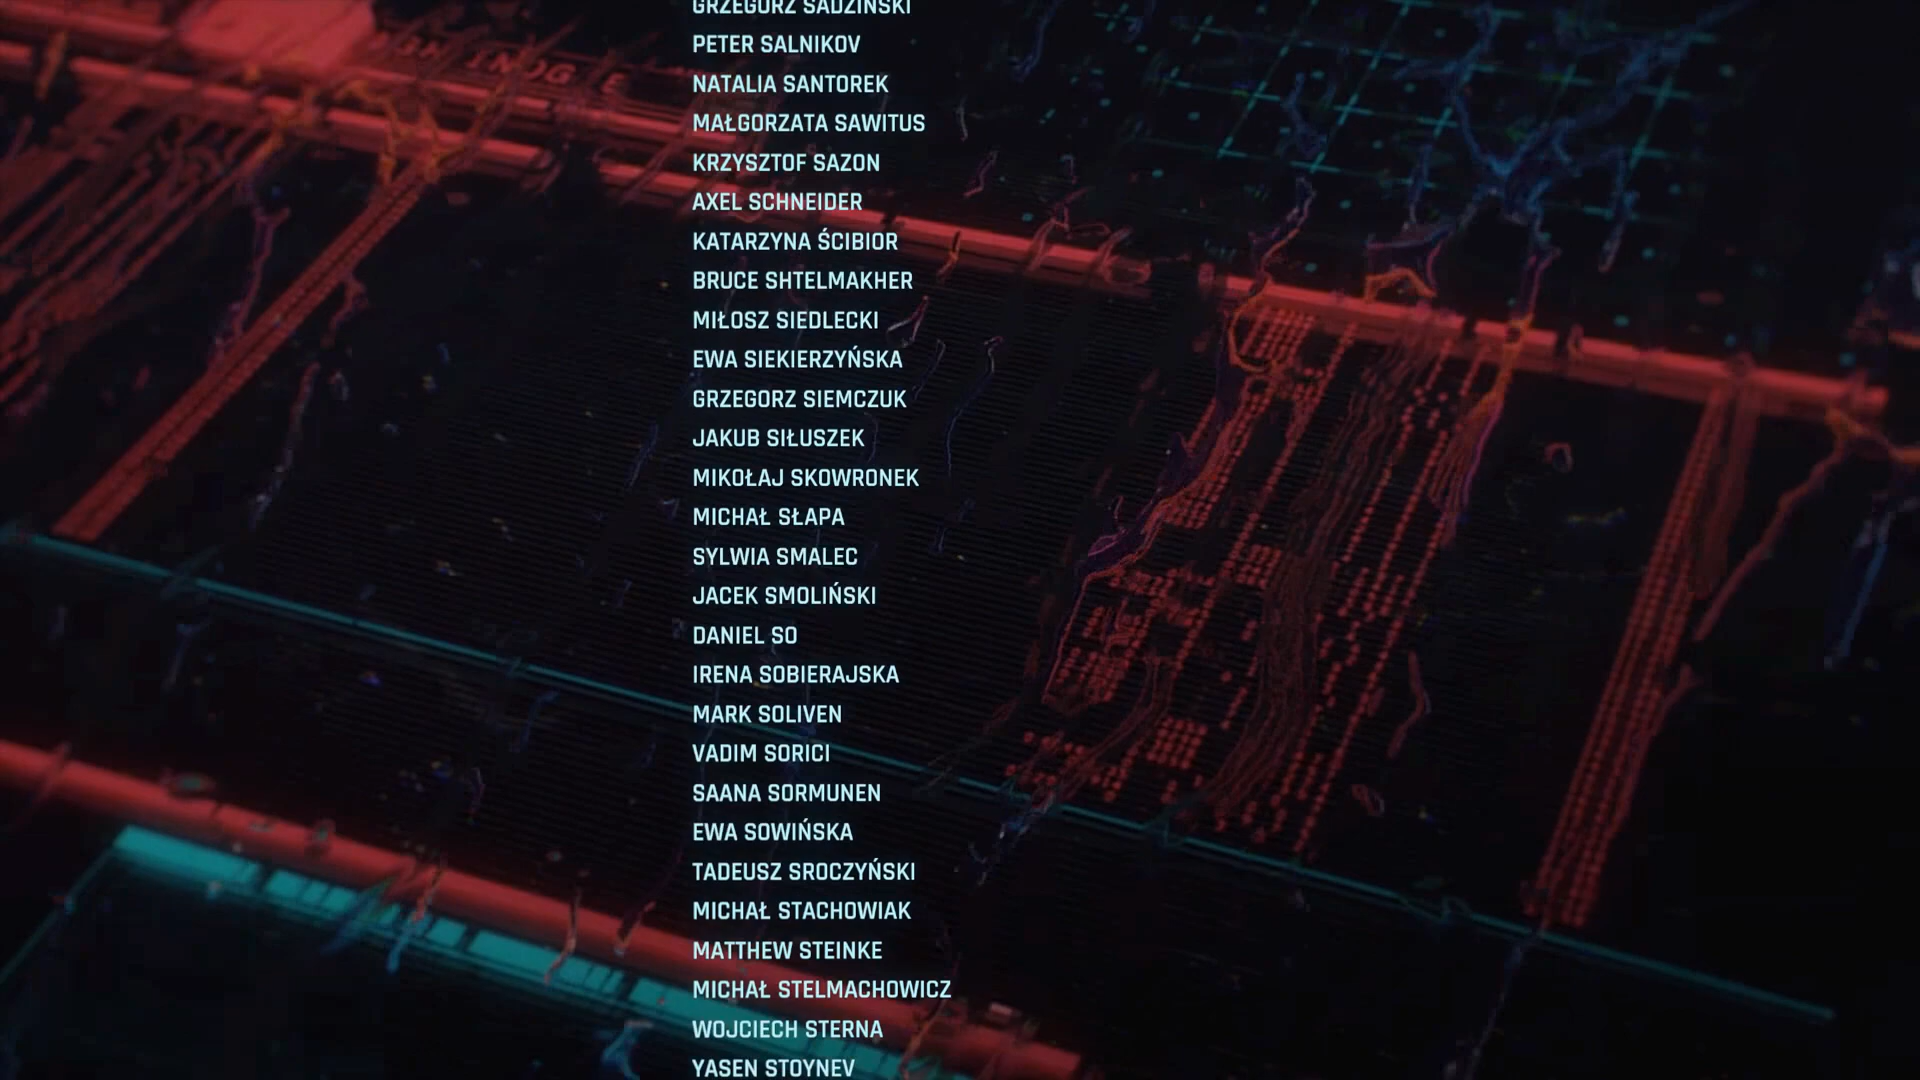 GRZEGORZ SADZIŃSKI
PETER SALNIKOV
NATALIA SANTOREK
MAŁGORZATA SAWITUS
KRZYSZTOF SAZON
AXEL SCHNEIDER
KATARZYNA ŚCIBIOR
BRUCE SHTELMAKHER
MIŁOSZ SIEDLECKI
EWA SIEKIERZYŃSKA
GRZEGORZ SIEMCZUK
JAKUB SIŁUSZEK
MIKOŁAJ SKOWRONEK
MICHAŁ SŁAPA
SYLWIA SMALEC
JACEK SMOLIŃSKI
DANIEL SO
IRENA SOBIERAJSKA
MARK SOLIVEN
VADIM SORICI
SAANA SORMUNEN
EWA SOWIŃSKA
TADEUSZ SROCZYŃSKI
MICHAŁ STACHOWIAK
MATTHEW STEINKE
MICHAŁ STELMACHOWICZ
WOJCIECH STERNA
YASEN STOYNEV